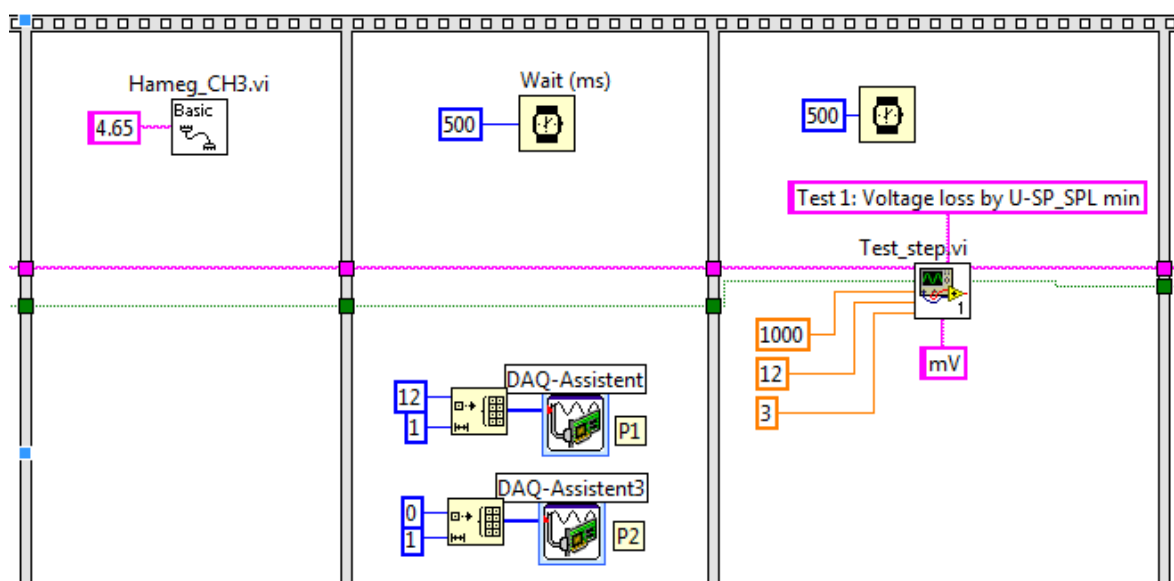 Hameg_CH3.vi
4.65
Basic
Wait (ms)
500
12
1
DAQ-Assistent
P1
0
1
DAQ-Assistent3
P2
500
Test 1: Voltage loss by U-SP_SPL min
Test_step.vi
1
1000
12
3
mV